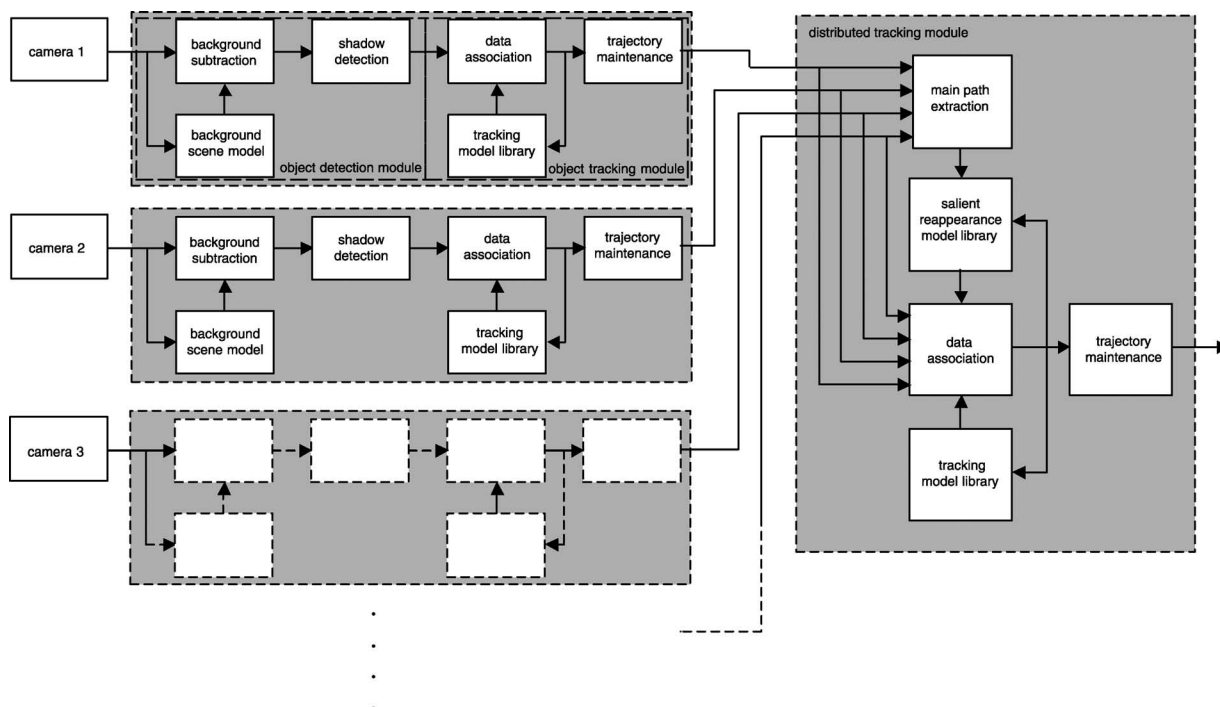 camera 1
background
subtraction
shadow
detection
data
association
trajectory
maintenance
background
scene model
tracking
model library
object detection module
object tracking module
camera 2
background
subtraction
shadow
detection
data
association
trajectory
maintenance
background
scene model
tracking
model library
camera 3
distributed tracking module
main path
extraction
salient
reappearance
model library
data
association
trajectory
maintenance
tracking
model library